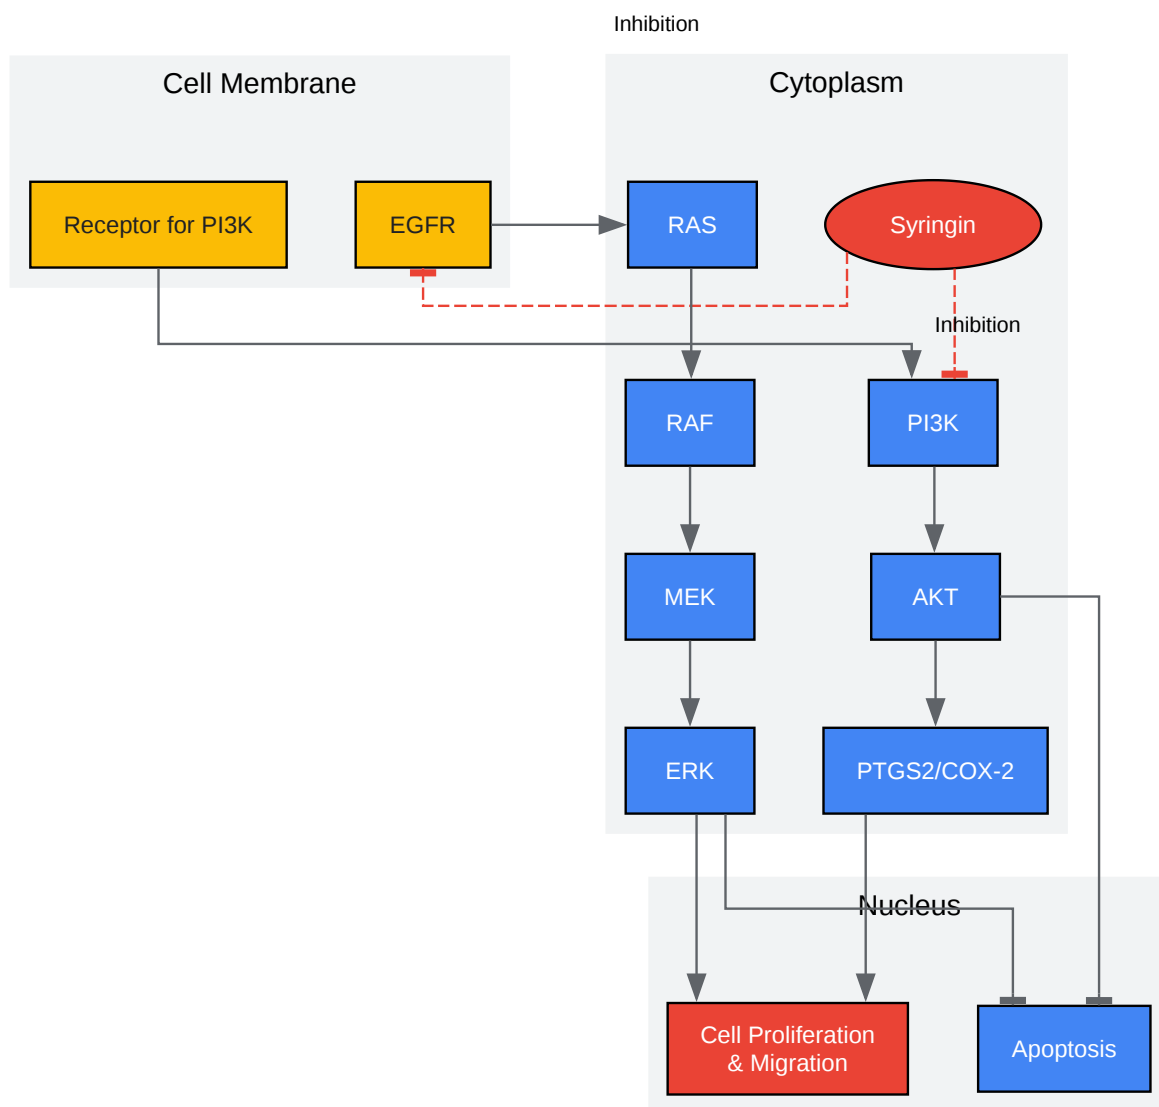 Inhibition
Cell Membrane
Cytoplasm
Receptor for PI3K
EGFR
RAS
Syringin
Inhibition
RAF
PI3K
MEK
AKT
ERK
PTGS2/COX-2
Nucleus
Cell Proliferation
& Migration
Apoptosis